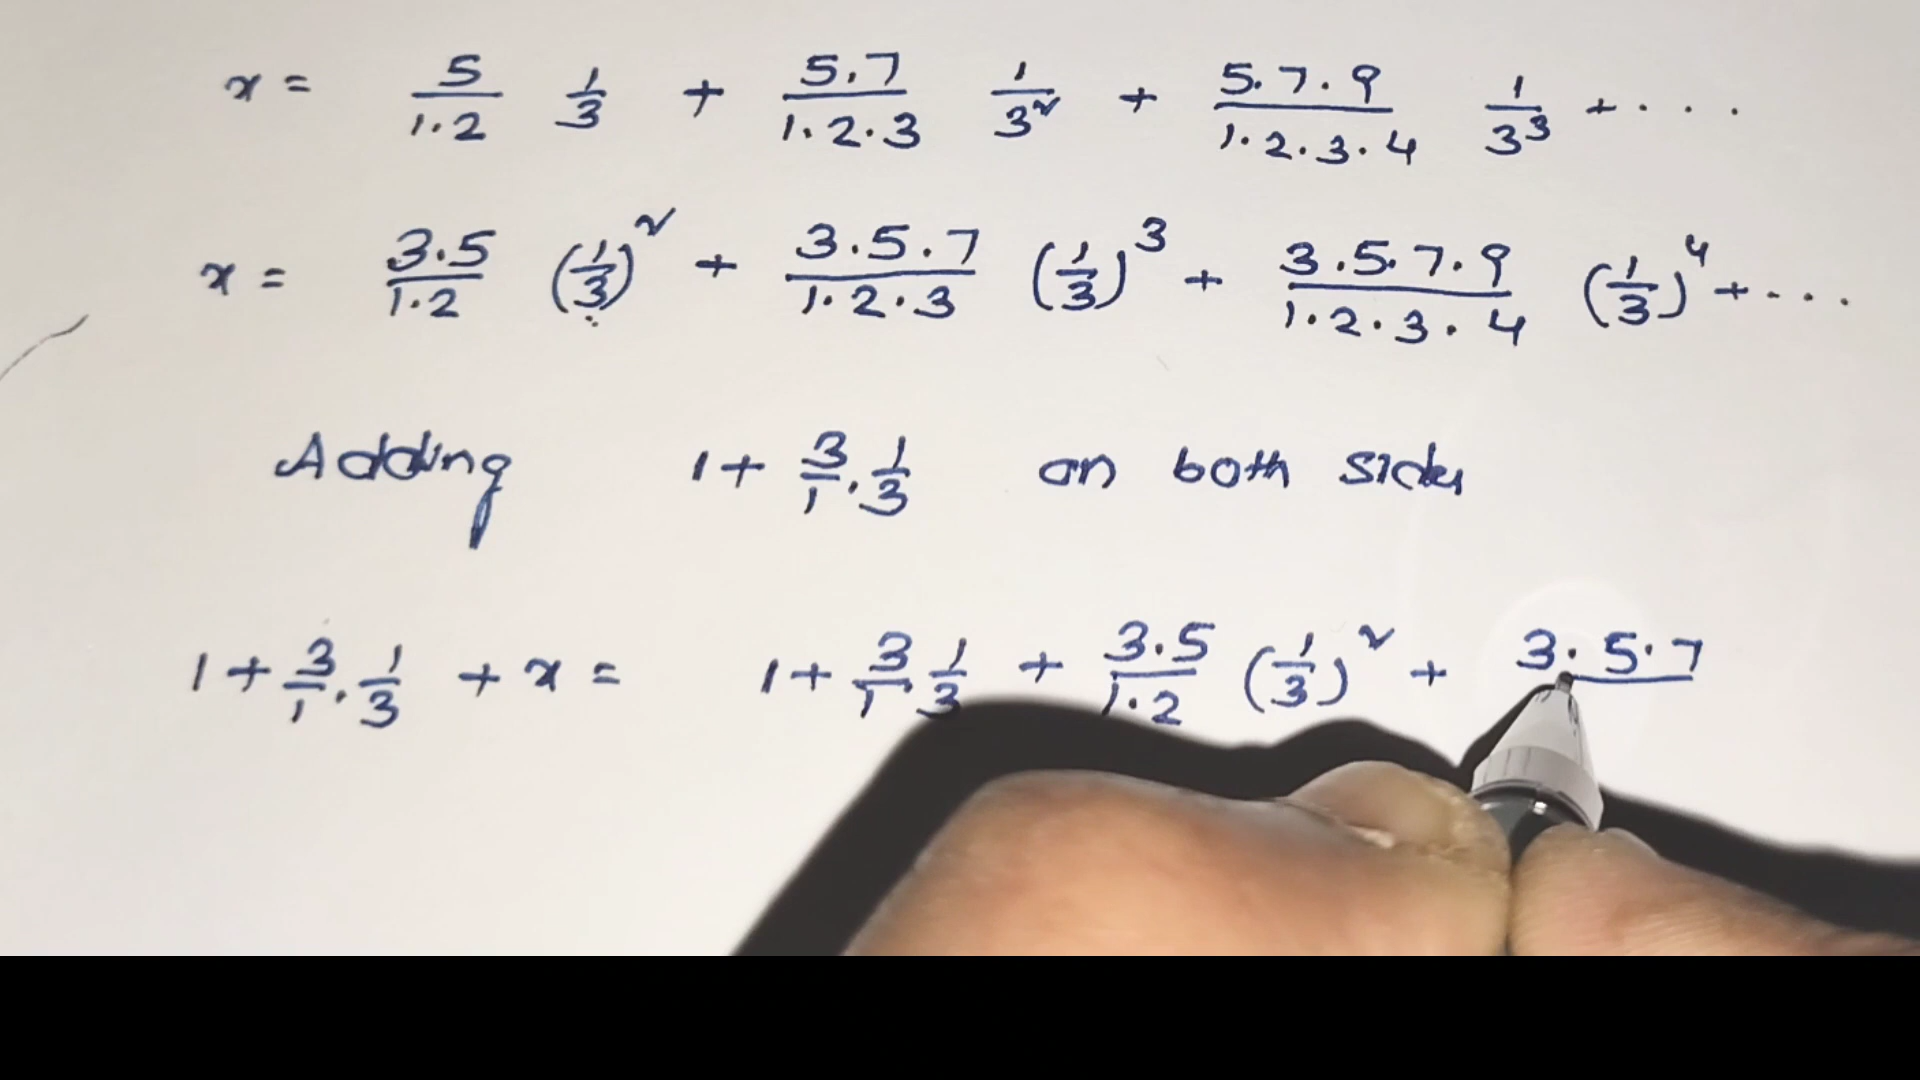 x = 5/1.2 1/3 + 5.7/1.2.3 1/3² + 5.7.9/1.2.3.4 1/3³ + ....
x = 3.5/1.2 (1/3)² + 3.5.7/1.2.3 (1/3)³ + 3.5.7.9/1.2.3.4 (1/3)⁴ + ....
Adding 1 + 3/1 . 1/3 on both sides
1 + 3/1 . 1/3 + x = 1 + 3/1 1/3 + 3.5/1.2 (1/3)² + 3.5.7